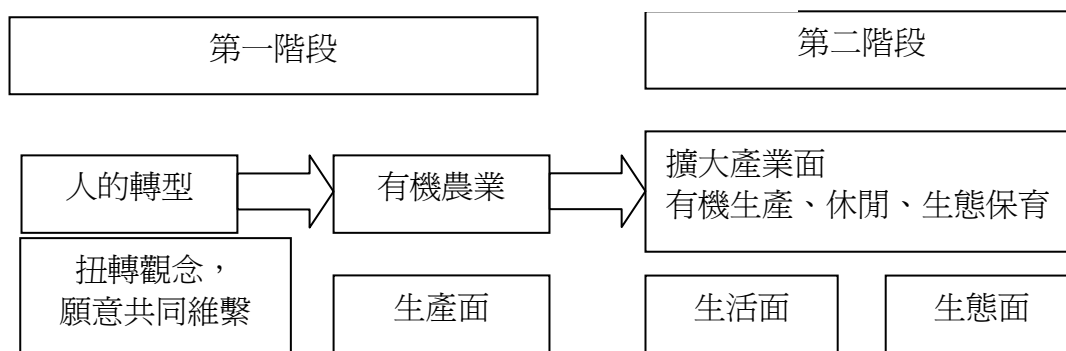 第一階段
第二階段
人的轉型
有機農業
擴大產業面
有機生產、休閒、生態保育
扭轉觀念，
願意共同維繫
生產面
生活面
生態面